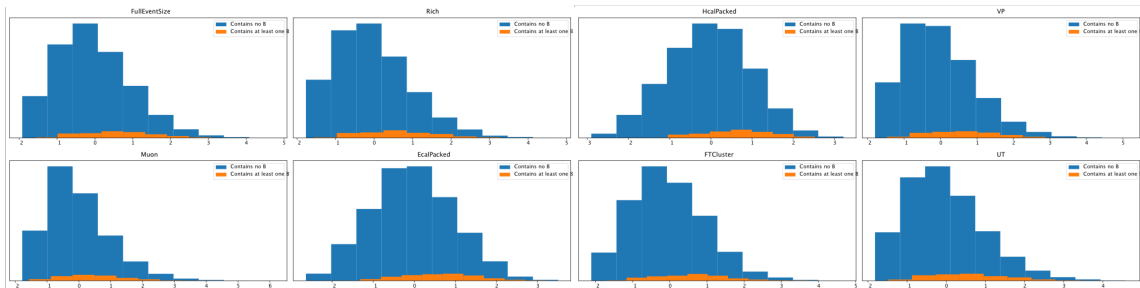 FullEventSize
Contains no B
Contains at least one B
2 1 0 1 2 3 4 5
Rich
Contains no B
Contains at least one B
2 1 0 1 2 3 4 5
HcalPacked
Contains no B
Contains at least one B
3 2 1 0 1 2 3
VP
Contains no B
Contains at least one B
2 1 0 1 2 3 4 5
Muon
Contains no B
Contains at least one B
2 1 0 1 2 3 4 5 6
EcalPacked
Contains no B
Contains at least one B
2 1 0 1 2 3
FTCluster
Contains no B
Contains at least one B
2 1 0 1 2 3 4 5
UT
Contains no B
Contains at least one B
2 1 0 1 2 3 4